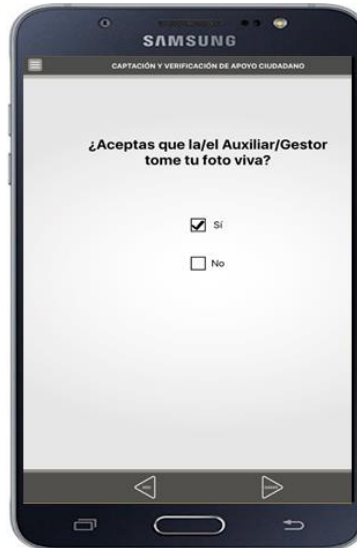 SAMSUNG
CAPTACIÓN Y VERIFICACIÓN DE APOYO CIUDADANO
¿Aceptas que la/el Auxiliar/Gestor
tome tu foto viva?
Sí
No